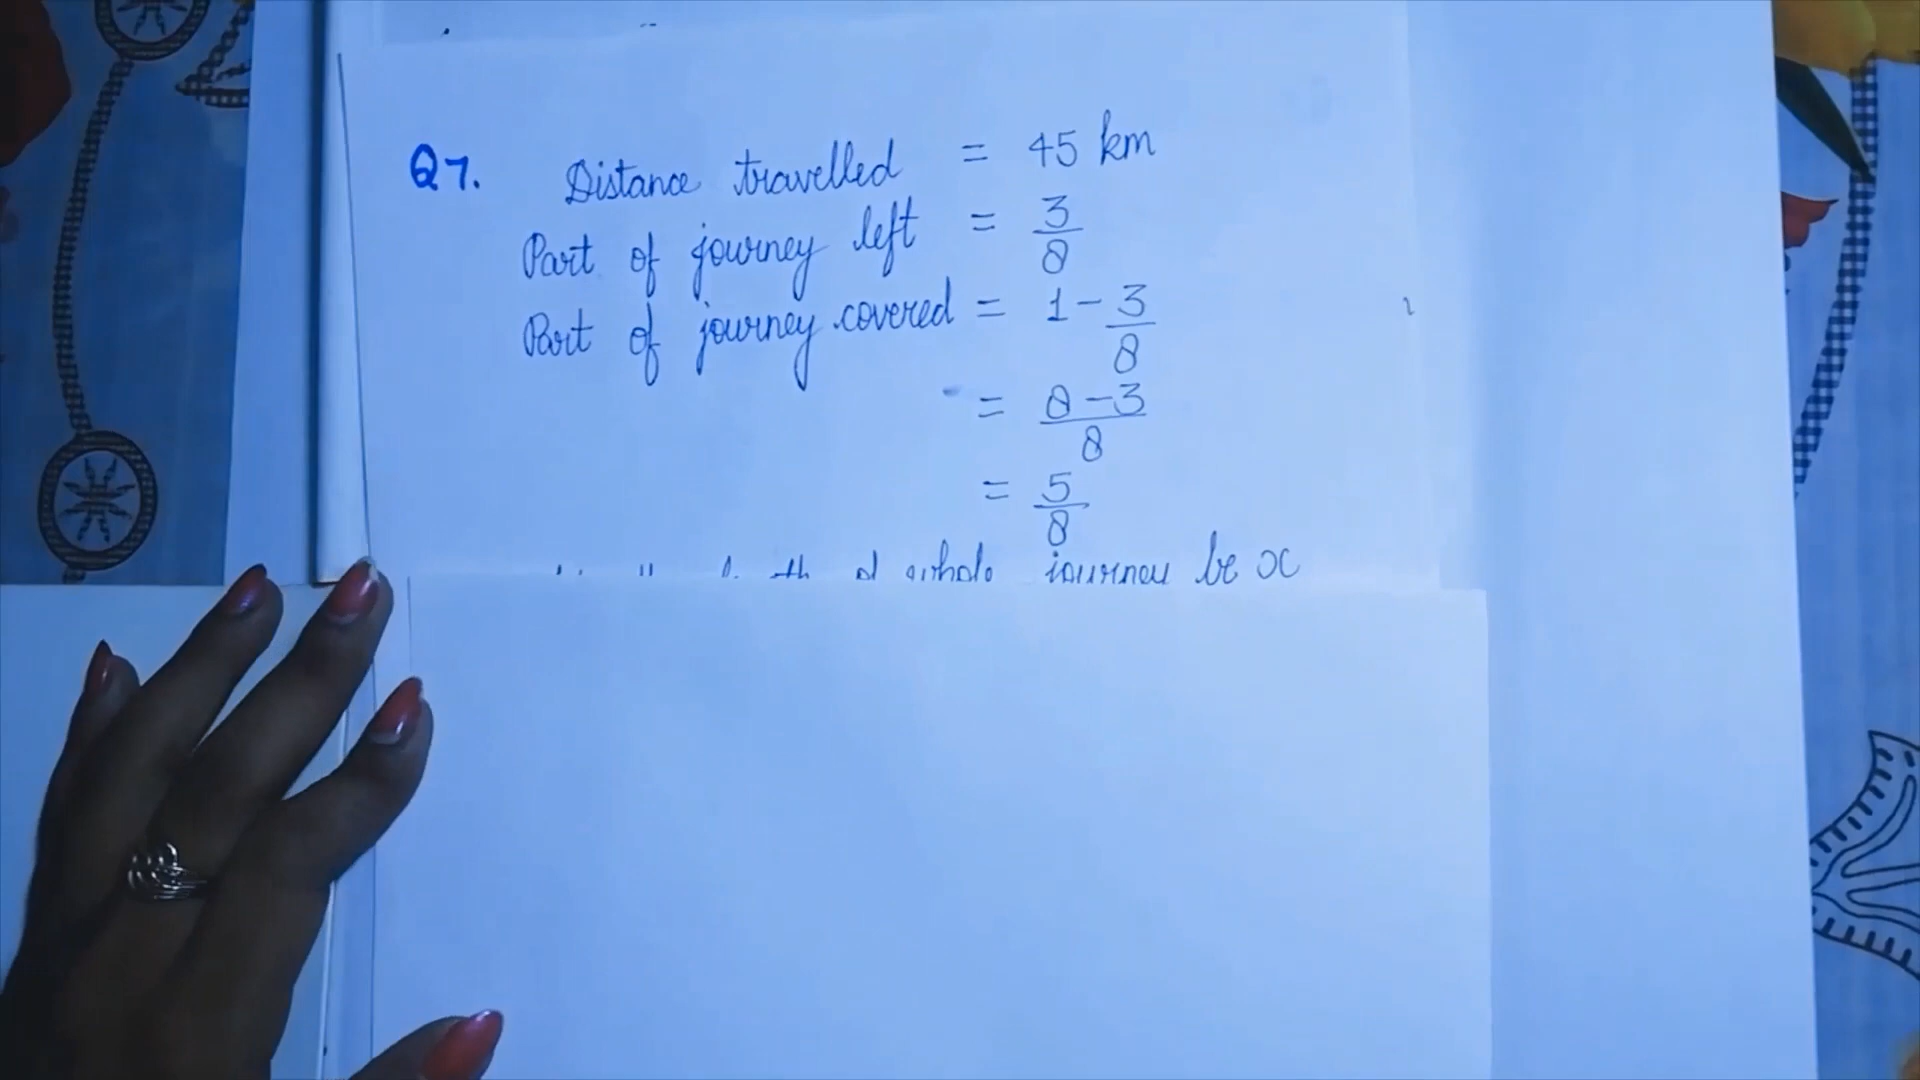 Q7. Distance travelled = 45 km
Part of journey left = 3/8
Part of journey covered = 1 - 3/8
= 8-3/8
= 5/8
whole journey be x